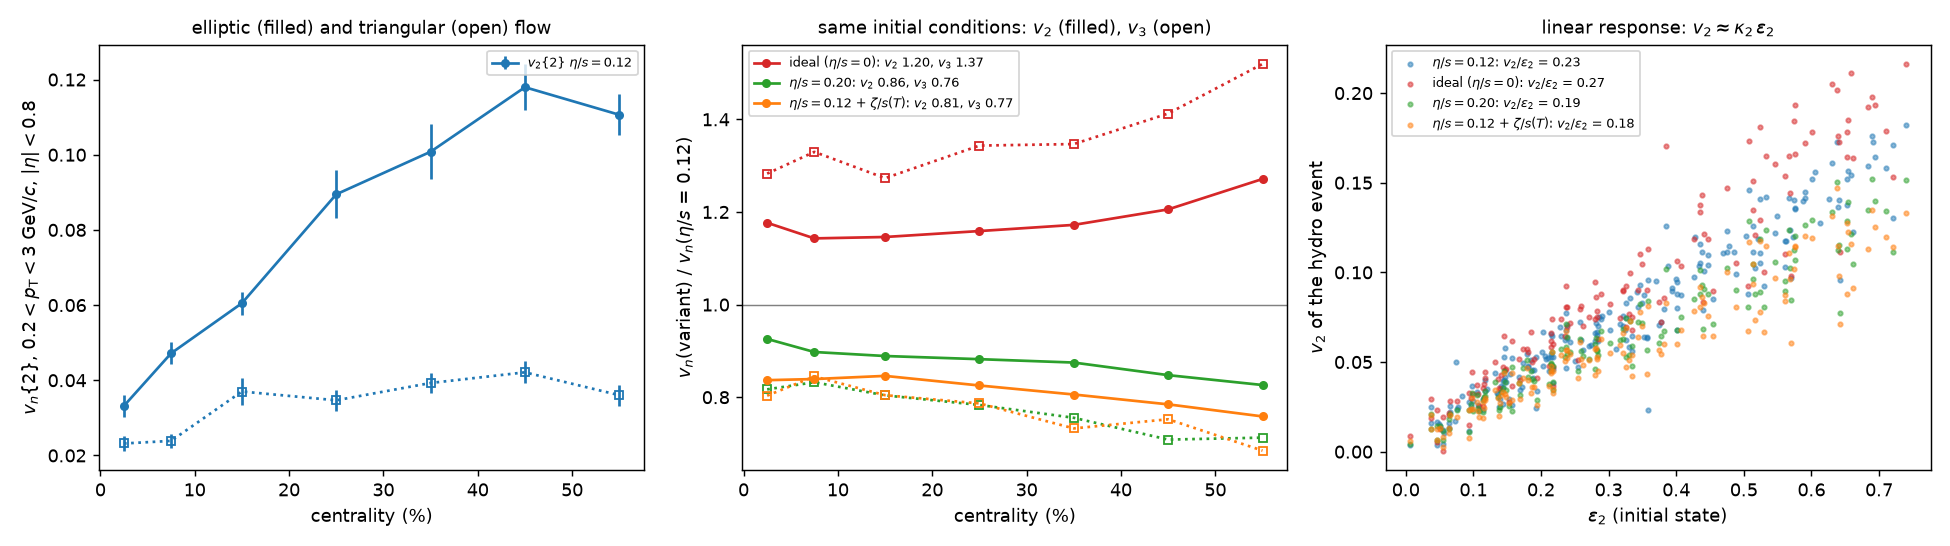 elliptic (filled) and triangular (open) flow
v₂{2} η/s = 0.12
vₙ{2}, 0.2 < p_T < 3 GeV/c, |η| < 0.8
0.12
0.10
0.08
0.06
0.04
0.02
0 10 20 30 40 50
centrality (%)
same initial conditions: v₂ (filled), v₃ (open)
ideal (η/s = 0): v₂ 1.20, v₃ 1.37
η/s = 0.20: v₂ 0.86, v₃ 0.76
η/s = 0.12 + ζ/s(T): v₂ 0.81, v₃ 0.77
vₙ(variant) / vₙ(η/s = 0.12)
1.4
1.2
1.0
0.8
0 10 20 30 40 50
centrality (%)
linear response: v₂ ≈ κ₂ ε₂
η/s = 0.12: v₂/ε₂ = 0.23
ideal (η/s = 0): v₂/ε₂ = 0.27
η/s = 0.20: v₂/ε₂ = 0.19
η/s = 0.12 + ζ/s(T): v₂/ε₂ = 0.18
v₂ of the hydro event
0.20
0.15
0.10
0.05
0.00
0.0 0.1 0.2 0.3 0.4 0.5 0.6 0.7
ε₂ (initial state)